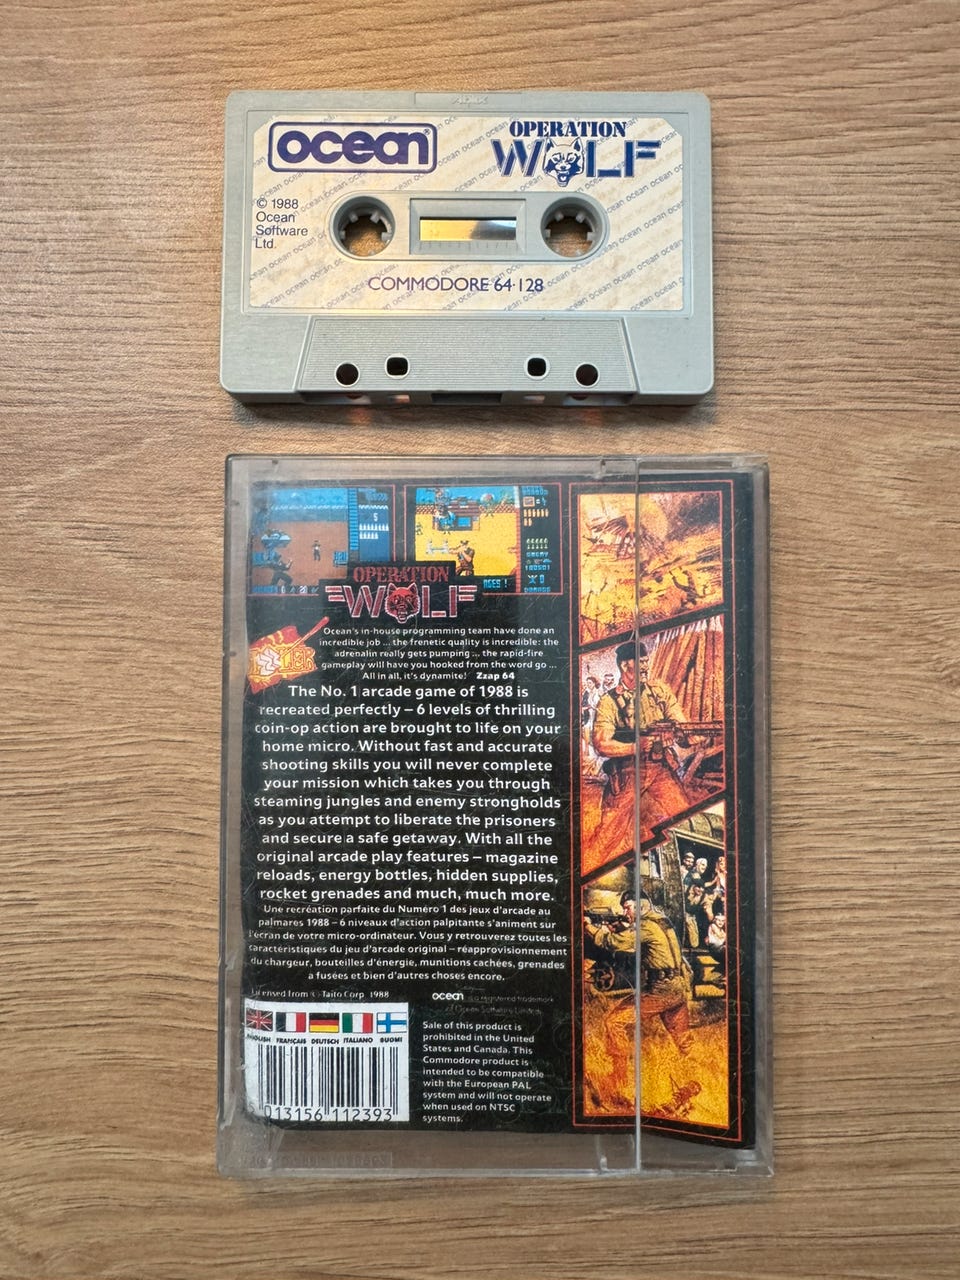 ocean®
OPERATION
WOLF
© 1988
Ocean
Software
Ltd.
COMMODORE 64·128
OPERATION
WOLF
Ocean's in-house programming team have done an
incredible job ... the frenetic quality is incredible: the
adrenalin really gets pumping ... the rapid-fire
gameplay will have you hooked from the word go ...
All in all, it's dynamite! Zzap 64
The No. 1 arcade game of 1988 is
recreated perfectly – 6 levels of thrilling
coin-op action are brought to life on your
home micro. Without fast and accurate
shooting skills you will never complete
your mission which takes you through
steaming jungles and enemy strongholds
as you attempt to liberate the prisoners
and secure a safe getaway. With all the
original arcade play features – magazine
reloads, energy bottles, hidden supplies,
rocket grenades and much, much more.
Une recréation parfaite du Numéro 1 des jeux d'arcade au
palmares 1988 – 6 niveaux d'action palpitante s'animent sur
l'écran de votre micro-ordinateur. Vous y retrouverez toutes les
caractéristiques du jeu d'arcade original – réapprovisionnement
du chargeur, bouteilles d'énergie, munitions cachées, grenades
a fusées et bien d'autres choses encore.
Licensed from © Taito Corp. 1988
ocean is a registered trademark
of Ocean Software Limited
ENGLISH FRANÇAIS DEUTSCH ITALIANO SUOMI
5 013156 112393
Sale of this product is
prohibited in the United
States and Canada. This
Commodore product is
intended to be compatible
with the European PAL
system and will not operate
when used on NTSC
systems.